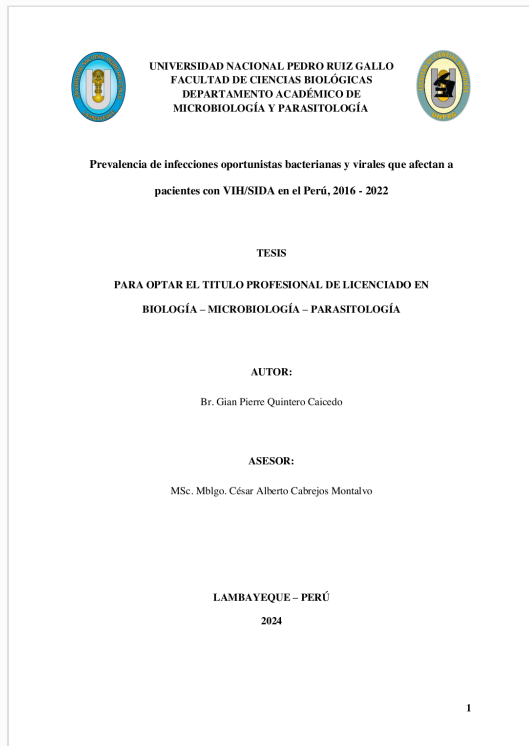 UNIVERSIDAD NACIONAL PEDRO RUIZ GALLO
FACULTAD DE CIENCIAS BIOLÓGICAS
DEPARTAMENTO ACADÉMICO DE
MICROBIOLOGÍA Y PARASITOLOGÍA
Prevalencia de infecciones oportunistas bacterianas y virales que afectan a
pacientes con VIH/SIDA en el Perú, 2016 - 2022
TESIS
PARA OPTAR EL TITULO PROFESIONAL DE LICENCIADO EN
BIOLOGÍA – MICROBIOLOGÍA – PARASITOLOGÍA
AUTOR:
Br. Gian Pierre Quintero Caicedo
ASESOR:
MSc. Mblgo. César Alberto Cabrejos Montalvo
LAMBAYEQUE – PERÚ
2024
1